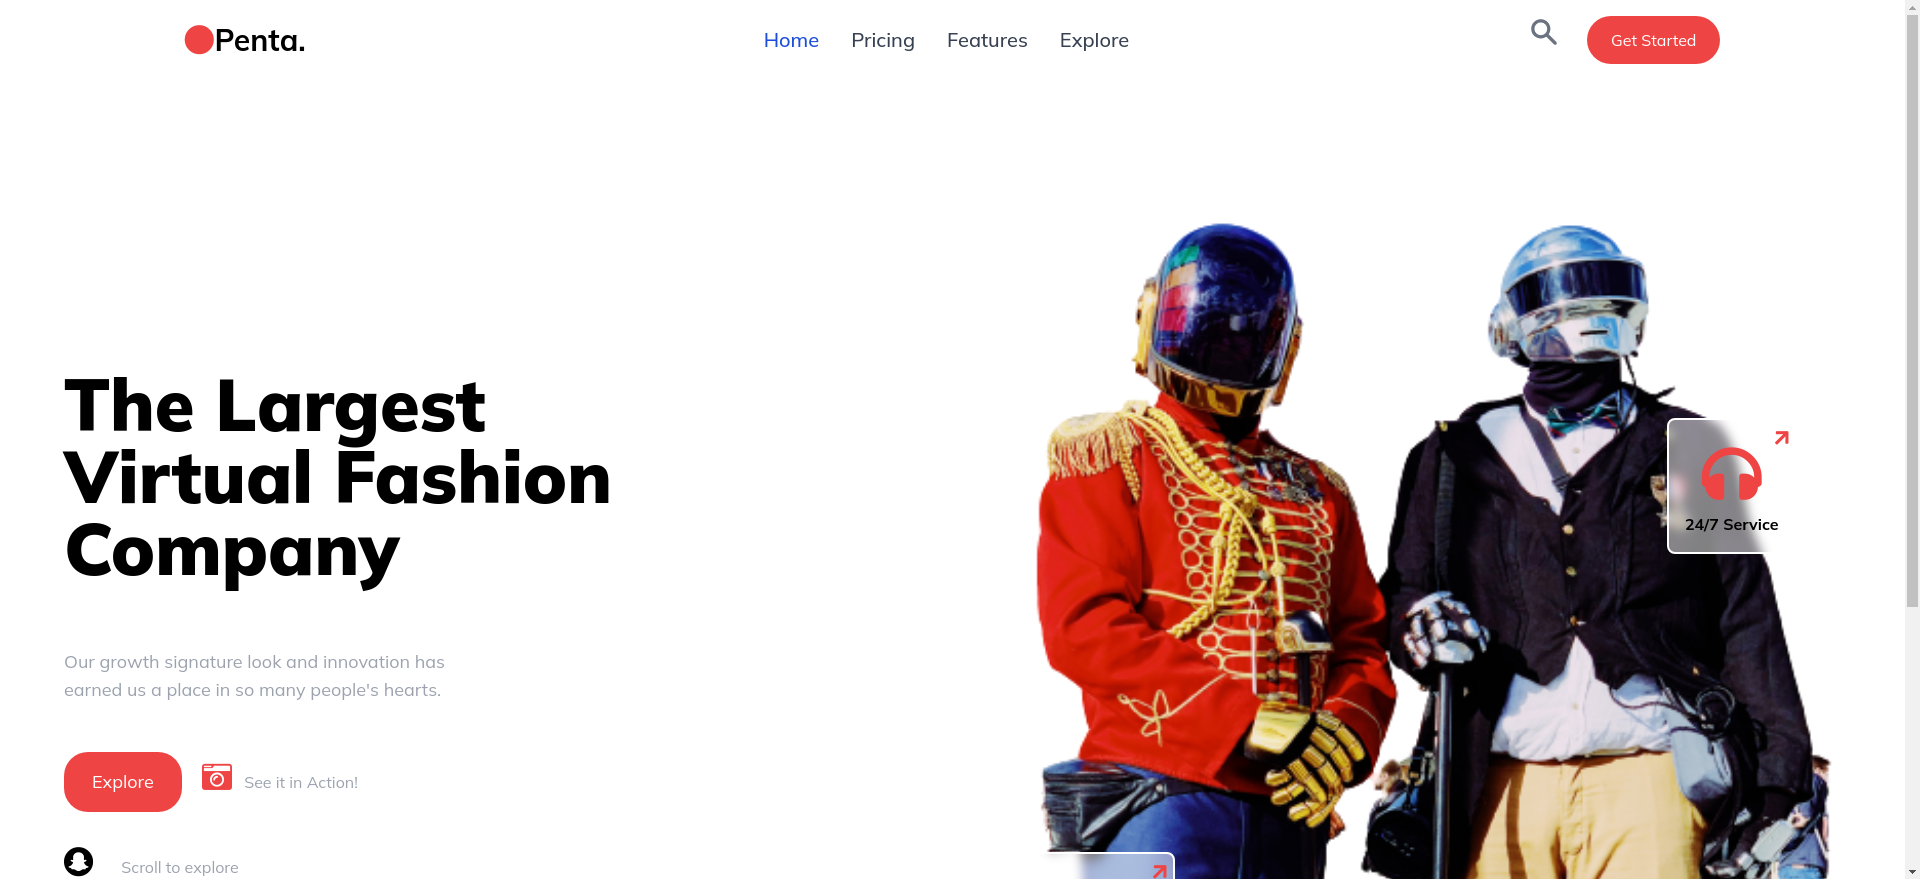 Penta.
Home
Pricing
Features
Explore
Get Started
The Largest
Virtual Fashion
Company
24/7 Service
Our growth signature look and innovation has
earned us a place in so many people's hearts.
Explore
See it in Action!
Scroll to explore